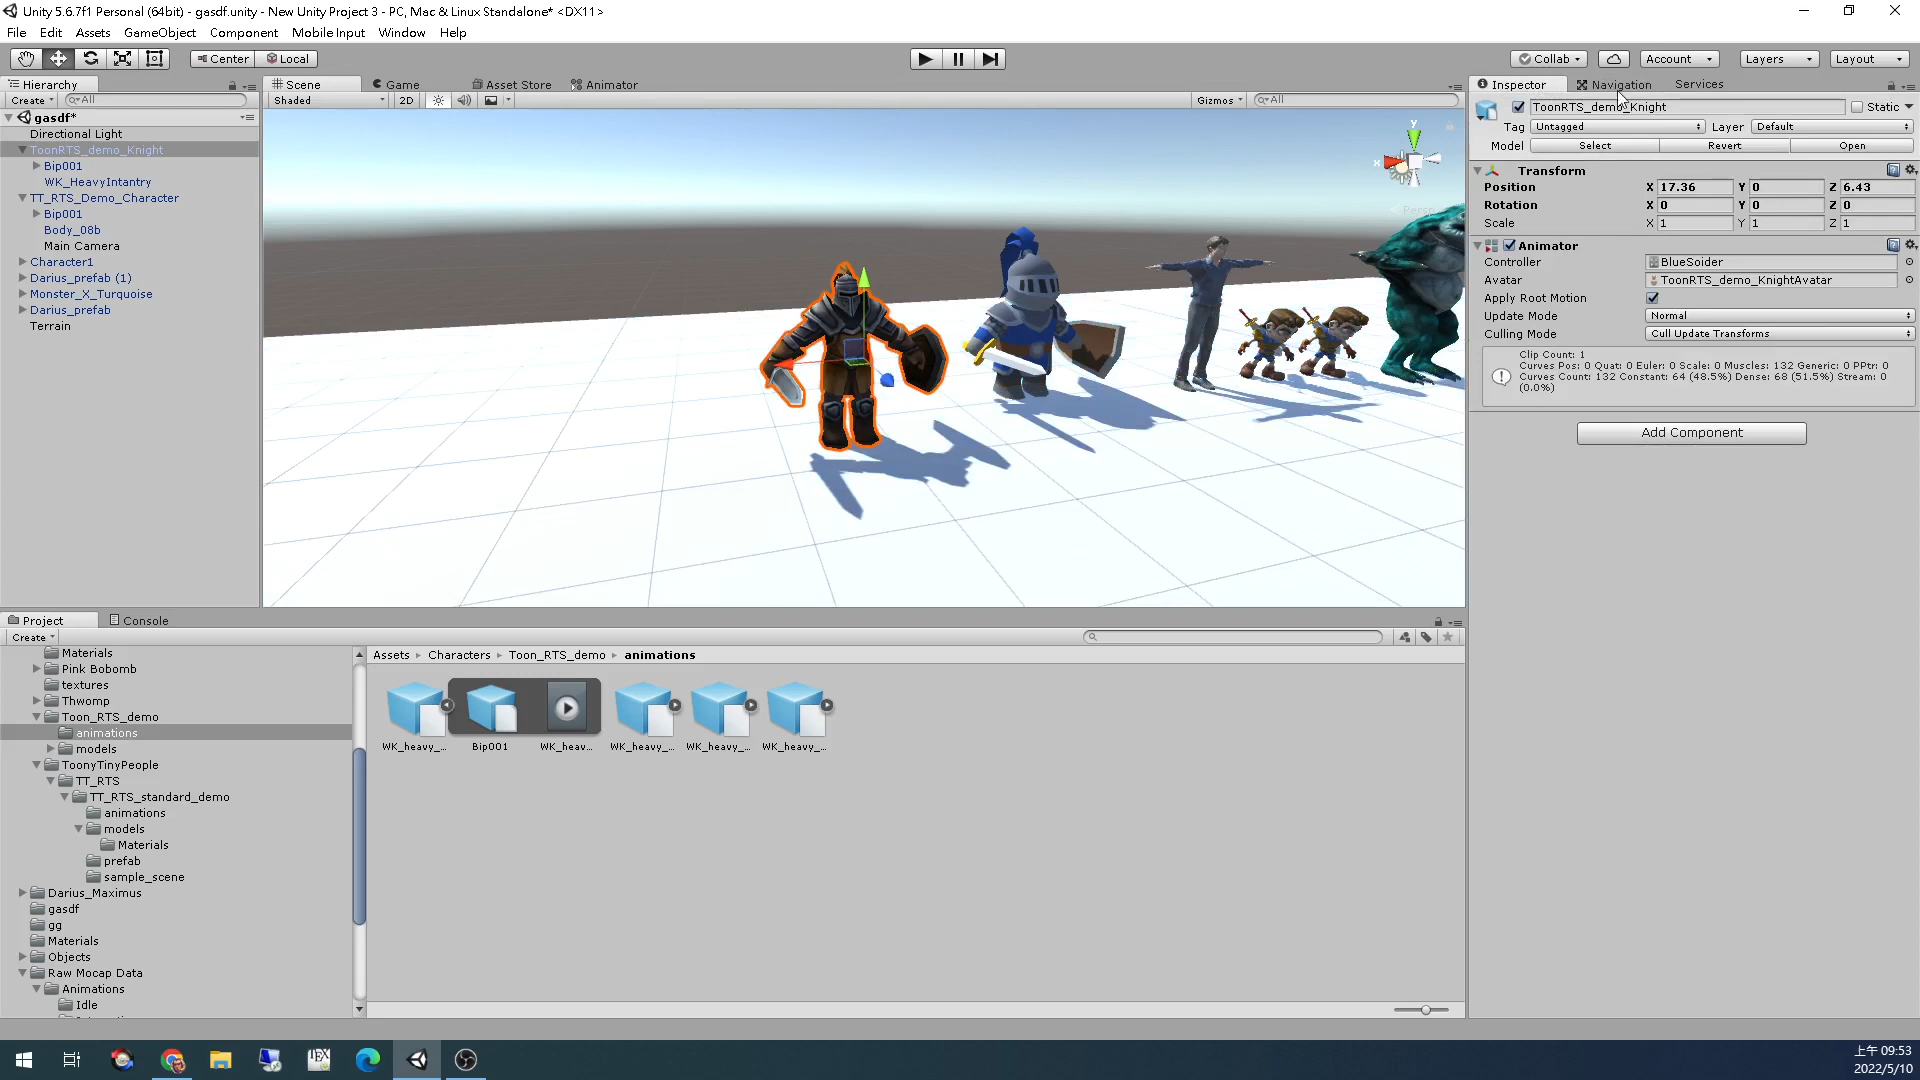 Unity 5.6.7f1 Personal (64bit) - gasdf.unity - New Unity Project 3 - PC, Mac & Linux Standalone* <DX11>
File Edit Assets GameObject Component Mobile Input Window Help
Center Local
Collab Account Layers Layout
Hierarchy
Create All
gasdf*
Directional Light
ToonRTS_demo_Knight
Bip001
WK_HeavyIntantry
TT_RTS_Demo_Character
Bip001
Body_08b
Main Camera
Character1
Darius_prefab (1)
Monster_X_Turquoise
Darius_prefab
Terrain
Scene Game Asset Store Animator
Shaded 2D Gizmos All
y
x
Persp
Inspector Navigation Services
ToonRTS_demo_Knight Static
Tag Untagged Layer Default
Model Select Revert Open
Transform
Position X 17.36 Y 0 Z 6.43
Rotation X 0 Y 0 Z 0
Scale X 1 Y 1 Z 1
Animator
Controller BlueSoider
Avatar ToonRTS_demo_KnightAvatar
Apply Root Motion
Update Mode Normal
Culling Mode Cull Update Transforms
Clip Count: 1
Curves Pos: 0 Quat: 0 Euler: 0 Scale: 0 Muscles: 132 Generic: 0 PPtr: 0
Curves Count: 132 Constant: 64 (48.5%) Dense: 68 (51.5%) Stream: 0
(0.0%)
Add Component
Project Console
Create
Materials
Pink Bobomb
textures
Thwomp
Toon_RTS_demo
animations
models
ToonyTinyPeople
TT_RTS
TT_RTS_standard_demo
animations
models
Materials
prefab
sample_scene
Darius_Maximus
gasdf
gg
Materials
Objects
Raw Mocap Data
Animations
Idle
Assets Characters Toon_RTS_demo animations
WK_heavy_... Bip001 WK_heav... WK_heavy_... WK_heavy_... WK_heavy_...
TEX
上午 09:53
2022/5/10